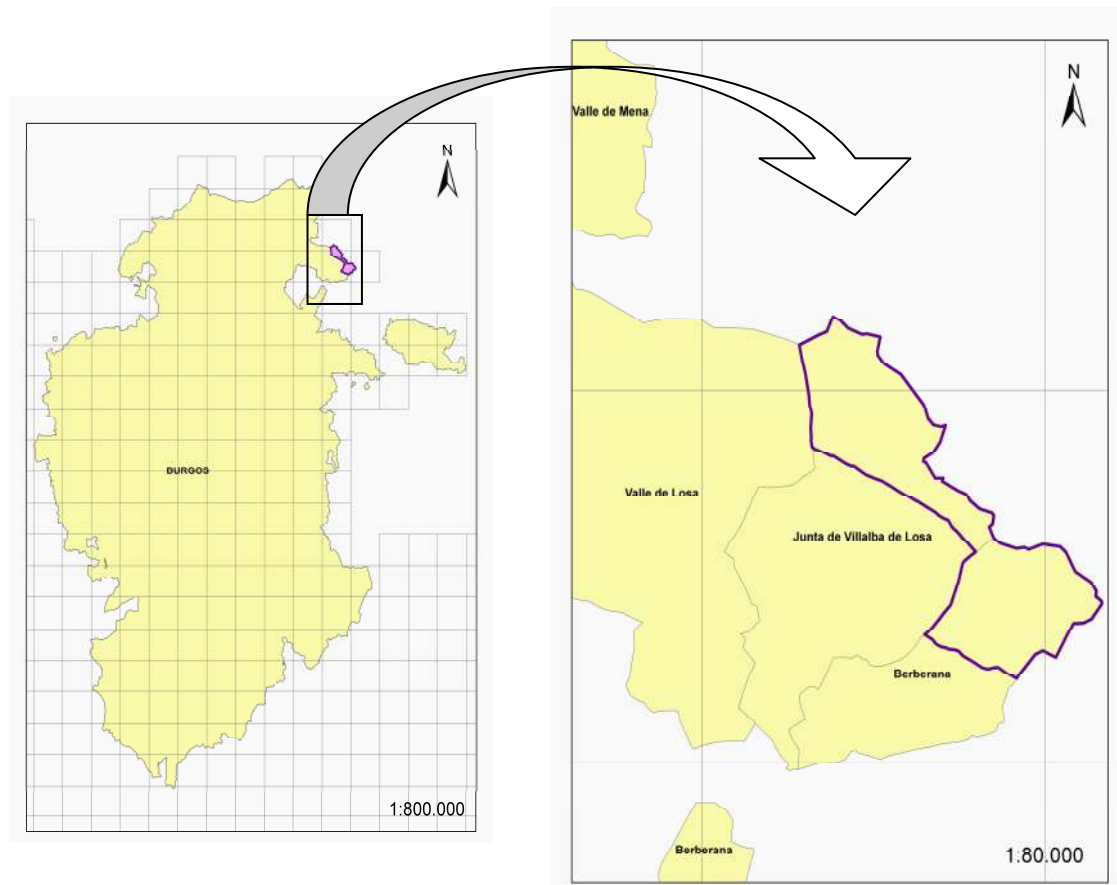 N
BURGOS
1:800.000
N
Valle de Mena
Valle de Losa
Junta de Villalba de Losa
Berberana
Berberana
1:80.000